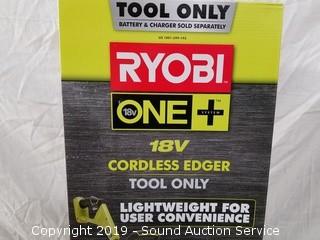 TOOL ONLY
BATTERY & CHARGER SOLD SEPARATELY
RYOBI
18V ONE +
SYSTEM
18V
CORDLESS EDGER
TOOL ONLY
LIGHTWEIGHT FOR
USER CONVENIENCE
Copyright 2019 - Sound Auction Service